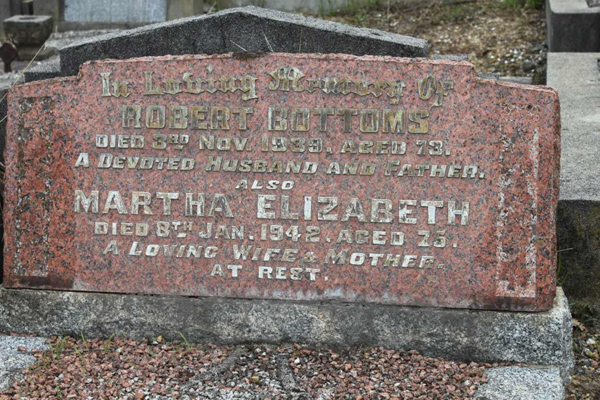 In Loving Memory Of
ROBERT BOTTOMS
DIED 3RD NOV. 1939. AGED 73.
A DEVOTED HUSBAND AND FATHER.
ALSO
MARTHA ELIZABETH
DIED 8TH JAN. 1942. AGED 75.
A LOVING WIFE & MOTHER.
AT REST.